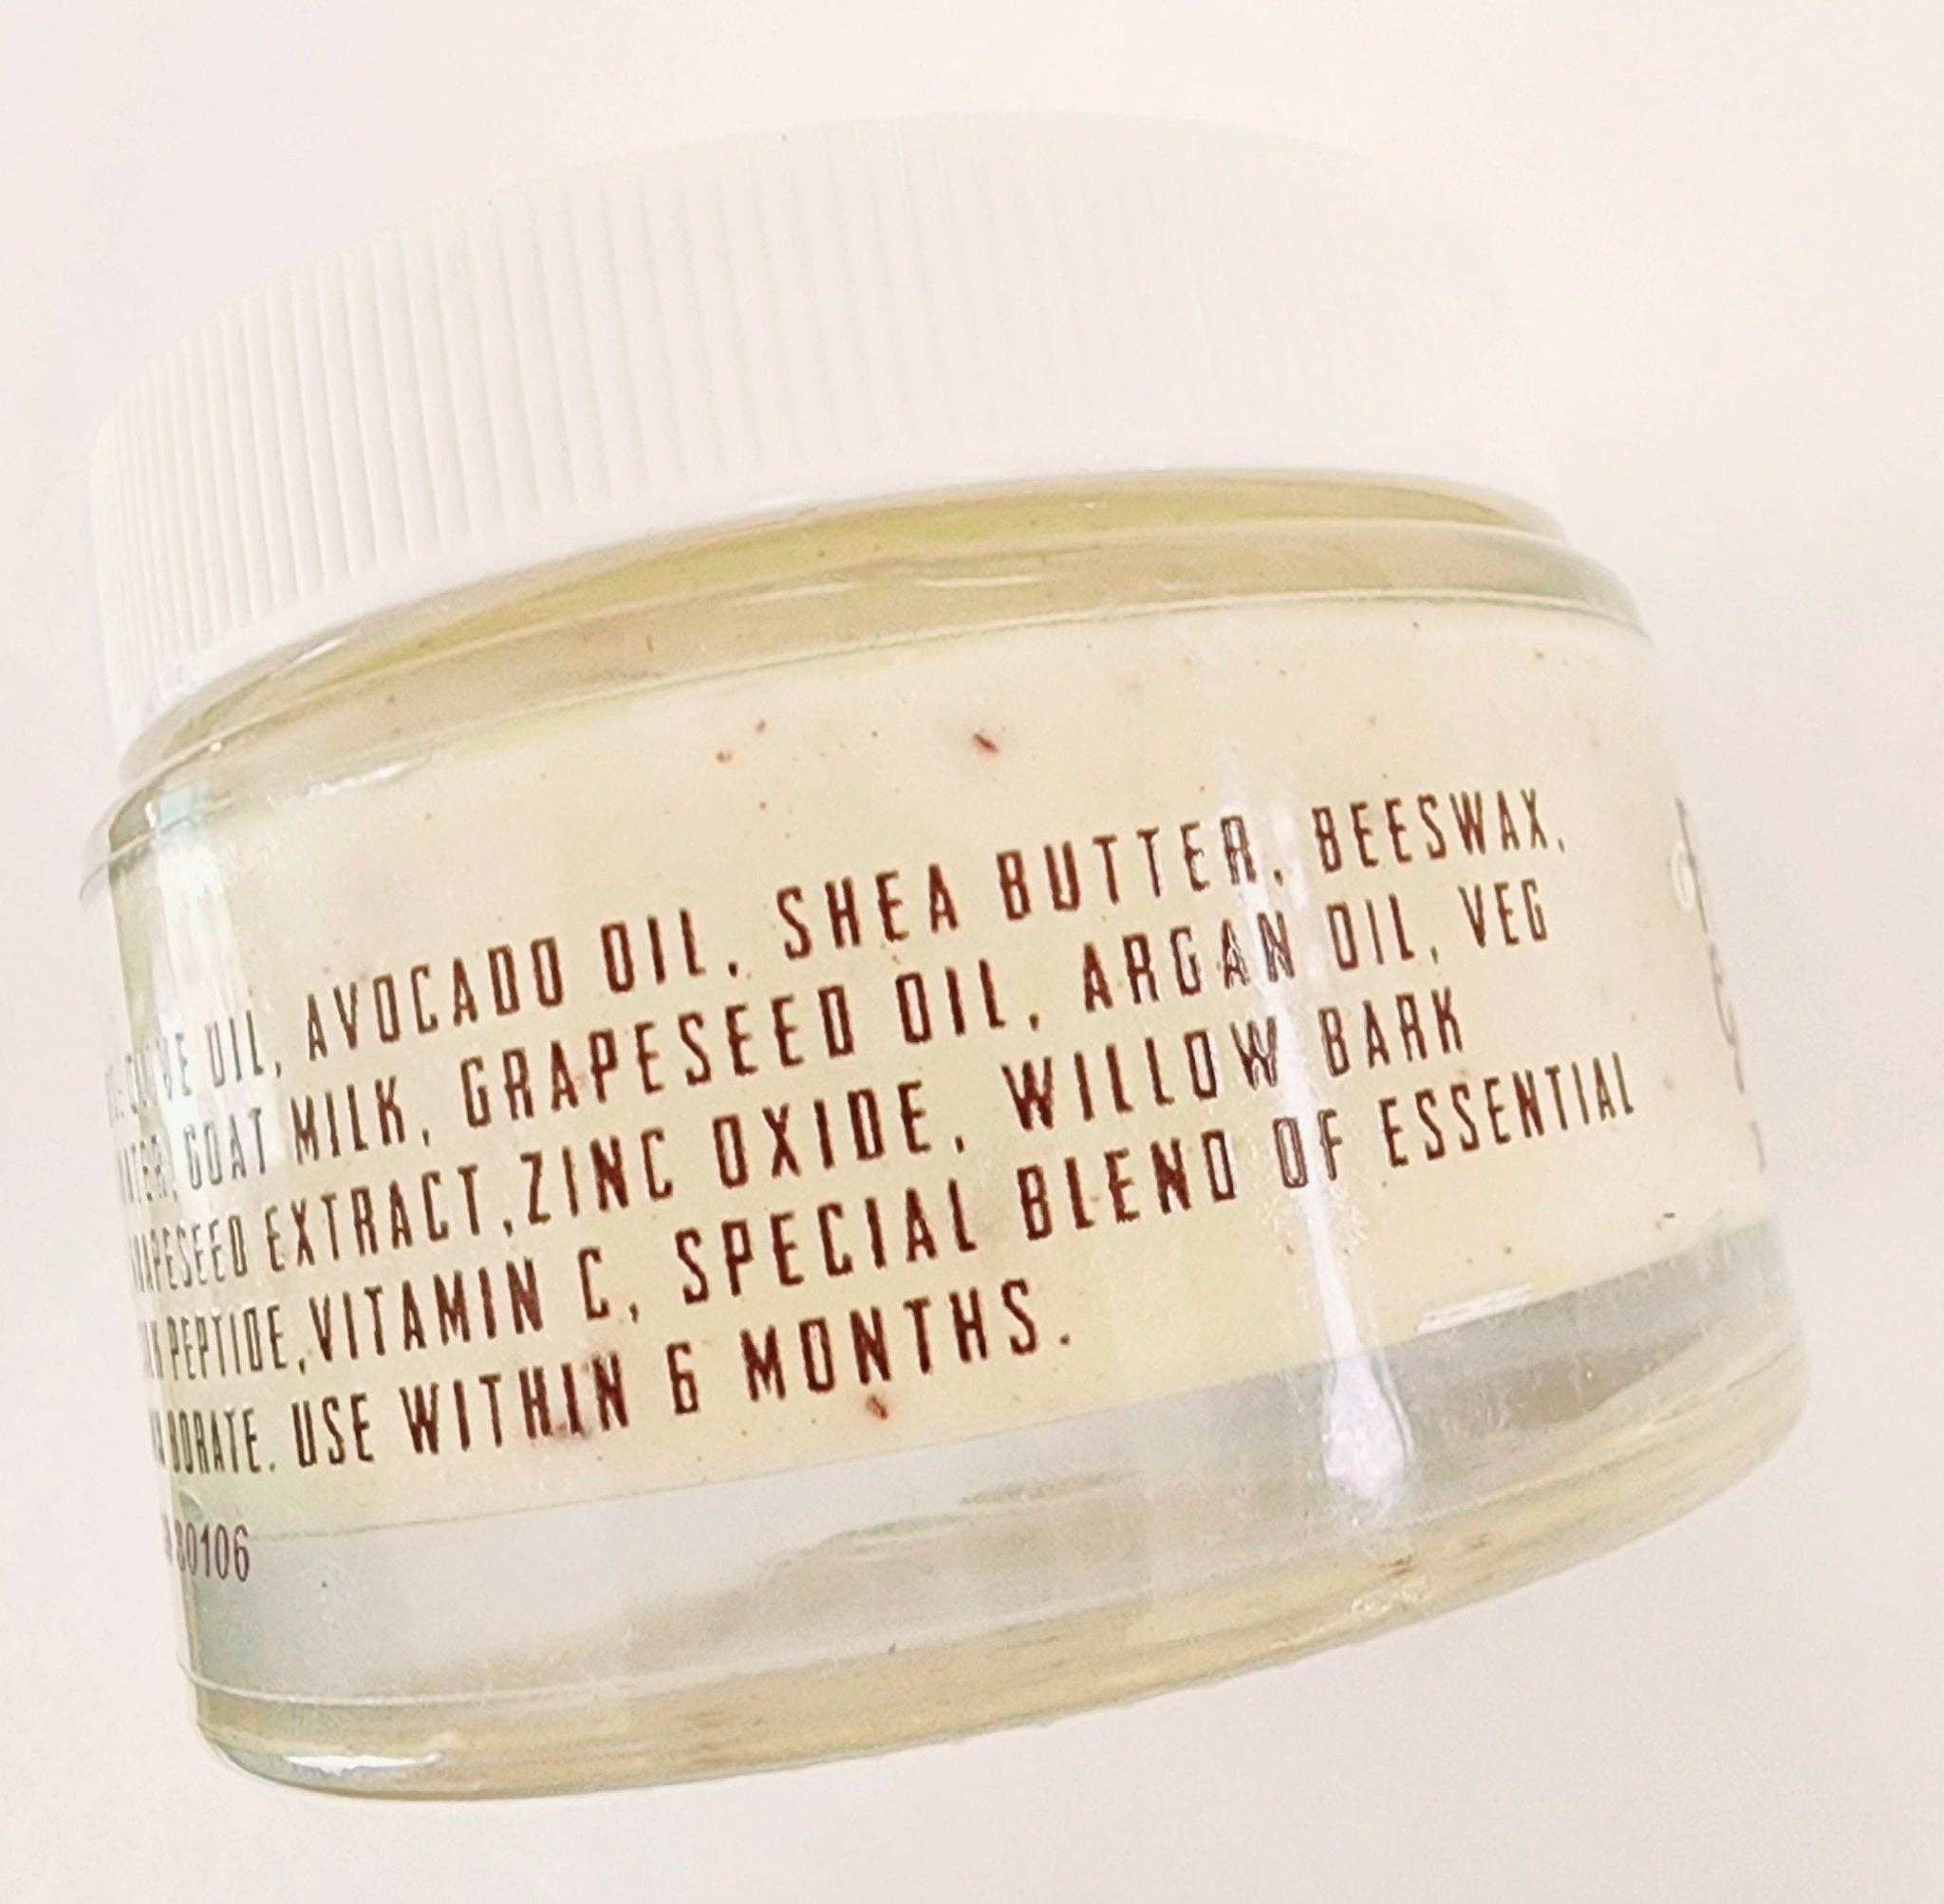 OIL, AVOCADO OIL, SHEA BUTTER, BEESWAX,
GOAT MILK, GRAPESEED OIL, ARGAN OIL, VEG
EXTRACT,ZINC OXIDE, WILLOW BARK
PEPTIDE,VITAMIN C, SPECIAL BLEND OF ESSENTIAL
BORATE. USE WITHIN 6 MONTHS.
80106